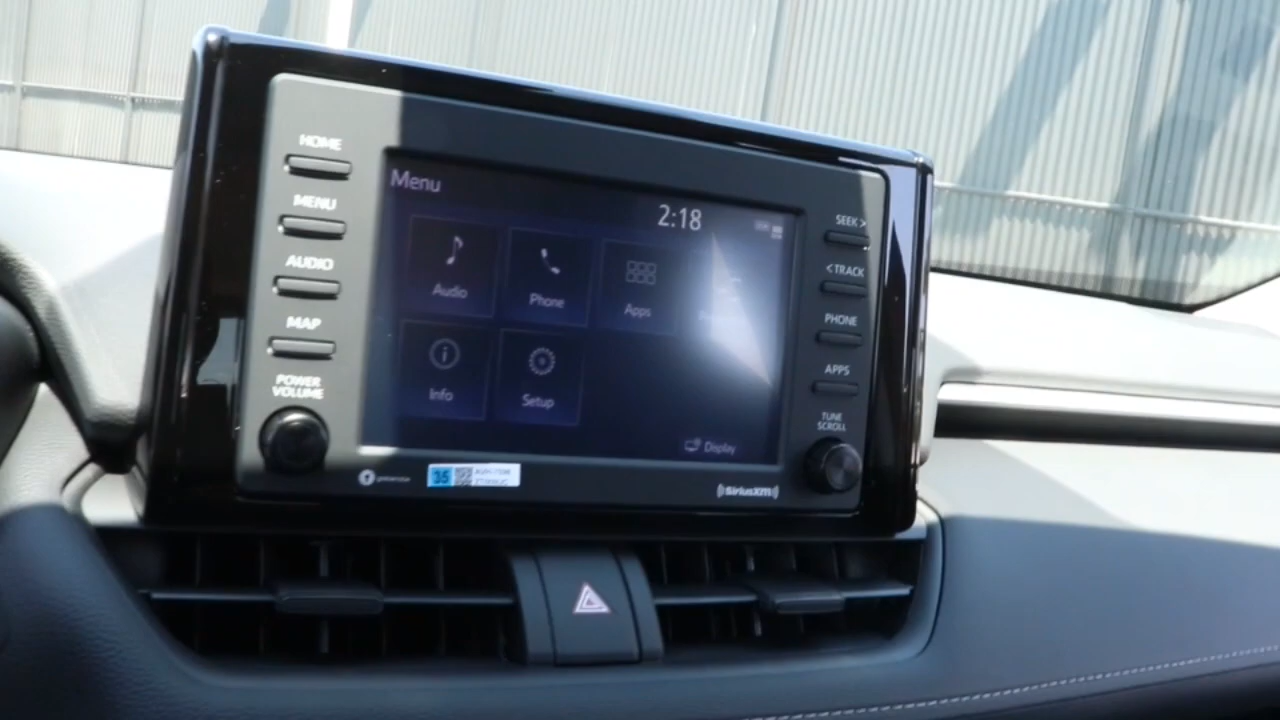 HOME
MENU
AUDIO
MAP
POWER
VOLUME
Menu
2:18
Audio
Phone
Apps
Info
Setup
Display
SEEK >
< TRACK
PHONE
APPS
TUNE
SCROLL
35
((SiriusXM))